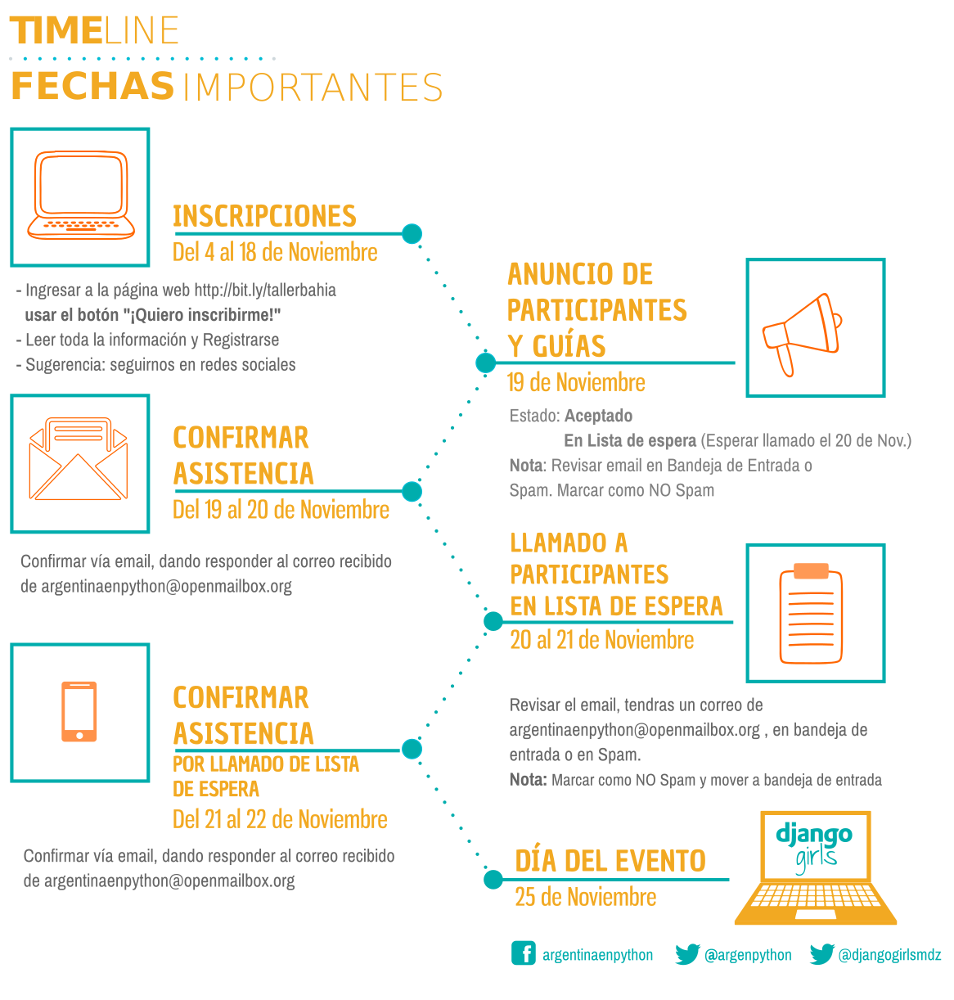 TIMELINE
FECHAS IMPORTANTES
INSCRIPCIONES
Del 4 al 18 de Noviembre
- Ingresar a la página web http://bit.ly/tallerbahia
usar el botón "¡Quiero inscribirme!"
- Leer toda la información y Registrarse
- Sugerencia: seguirnos en redes sociales
ANUNCIO DE
PARTICIPANTES
Y GUÍAS
19 de Noviembre
Estado: Aceptado
En Lista de espera (Esperar llamado el 20 de Nov.)
Nota: Revisar email en Bandeja de Entrada o
Spam. Marcar como NO Spam
CONFIRMAR
ASISTENCIA
Del 19 al 20 de Noviembre
Confirmar vía email, dando responder al correo recibido
de argentinaenpython@openmailbox.org
LLAMADO A
PARTICIPANTES
EN LISTA DE ESPERA
20 al 21 de Noviembre
Revisar el email, tendras un correo de
argentinaenpython@openmailbox.org , en bandeja de
entrada o en Spam.
Nota: Marcar como NO Spam y mover a bandeja de entrada
CONFIRMAR
ASISTENCIA
POR LLAMADO DE LISTA
DE ESPERA
Del 21 al 22 de Noviembre
Confirmar vía email, dando responder al correo recibido
de argentinaenpython@openmailbox.org
DÍA DEL EVENTO
25 de Noviembre
django
girls
f argentinaenpython @argenpython @djangogirlsmdz